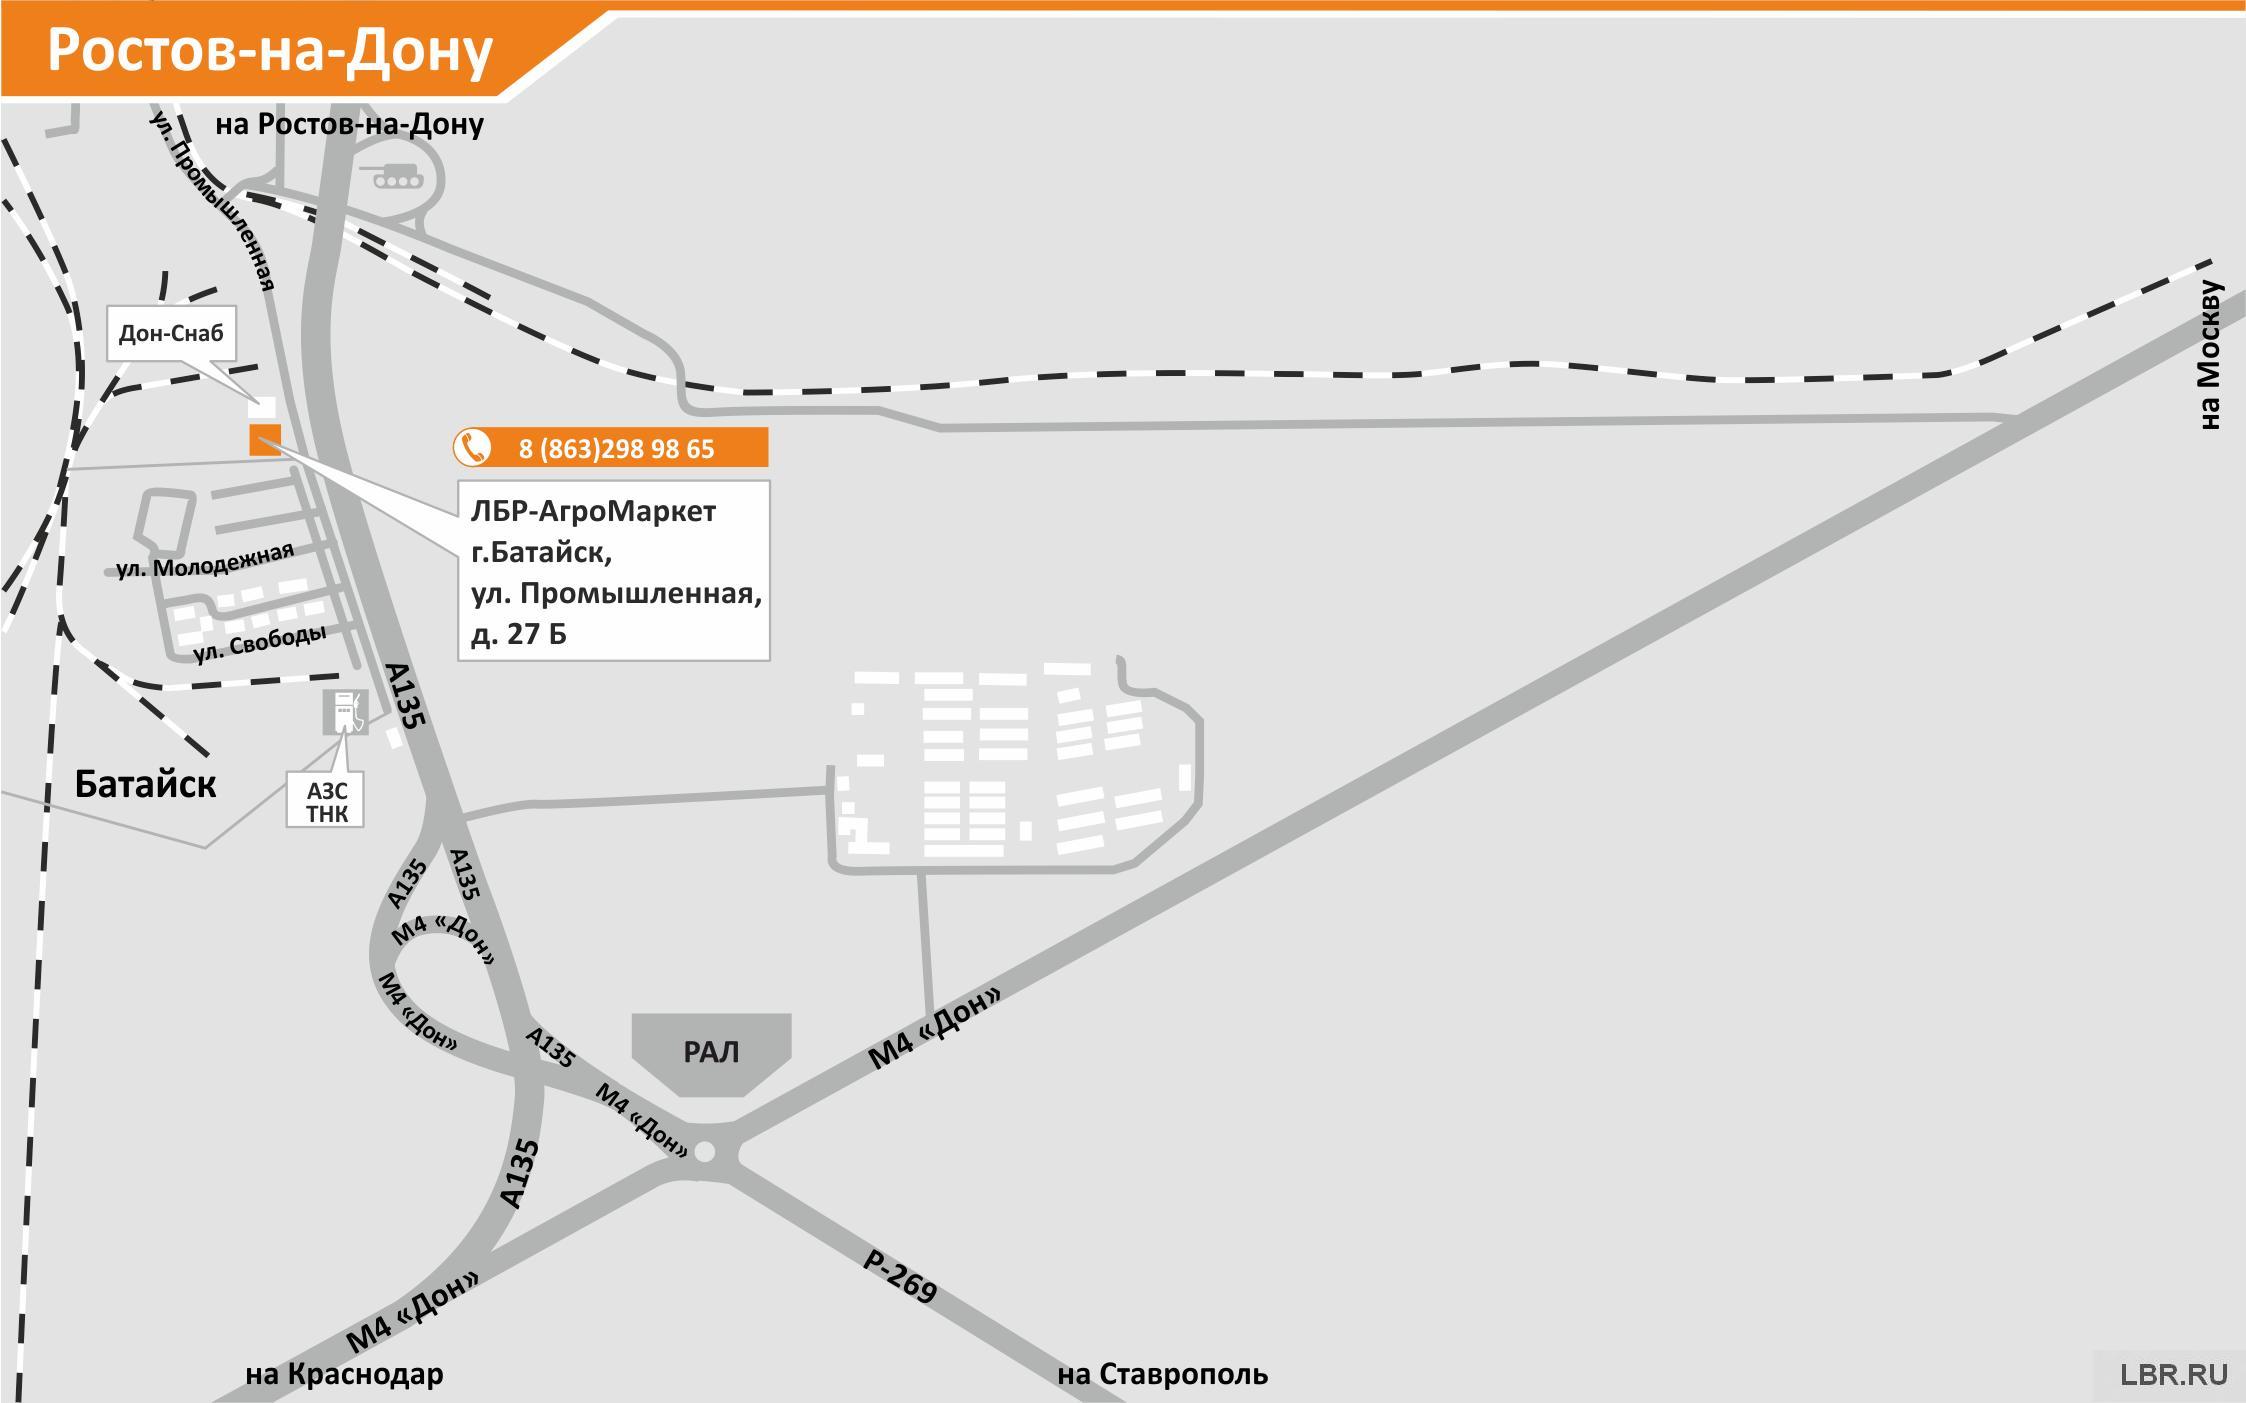 Ростов-на-Дону
на Ростов-на-Дону
ул. Промышленная
на Москву
Дон-Снаб
8 (863)298 98 65
ЛБР-АгроМаркет
г.Батайск,
ул. Промышленная,
д. 27 Б
ул. Молодежная
ул. Свободы
А135
Батайск
АЗС
ТНК
А135
А135
М4 «Дон»
М4 «Дон»
А135
М4 «Дон»
РАЛ
М4 «Дон»
А135
М4 «Дон»
Р-269
на Краснодар
на Ставрополь
LBR.RU